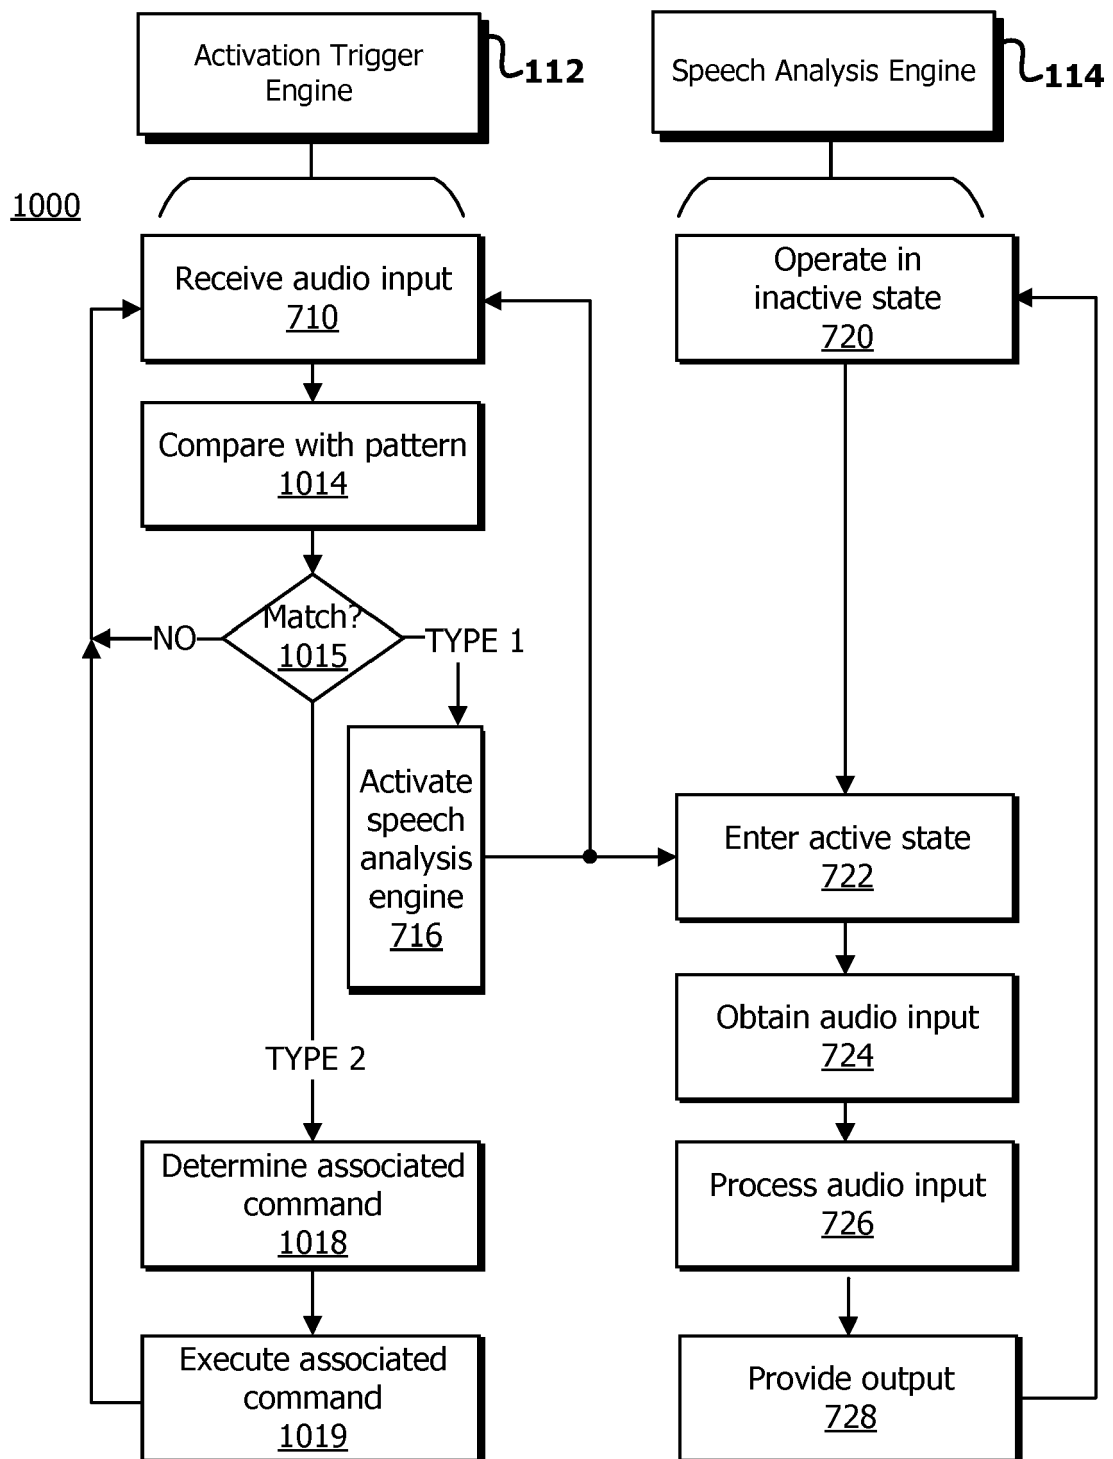 Activation Trigger
Engine
112
Speech Analysis Engine
114
1000
Receive audio input
710
Compare with pattern
1014
Match?
1015
NO
TYPE 1
Activate
speech
analysis
engine
716
TYPE 2
Determine associated
command
1018
Execute associated
command
1019
Operate in
inactive state
720
Enter active state
722
Obtain audio input
724
Process audio input
726
Provide output
728